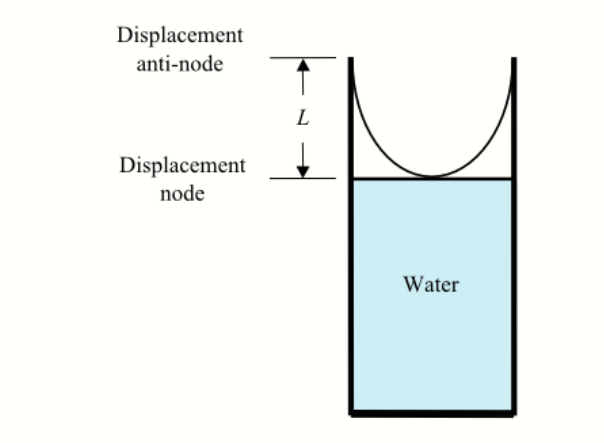 Displacement
anti-node
L
Displacement
node
Water